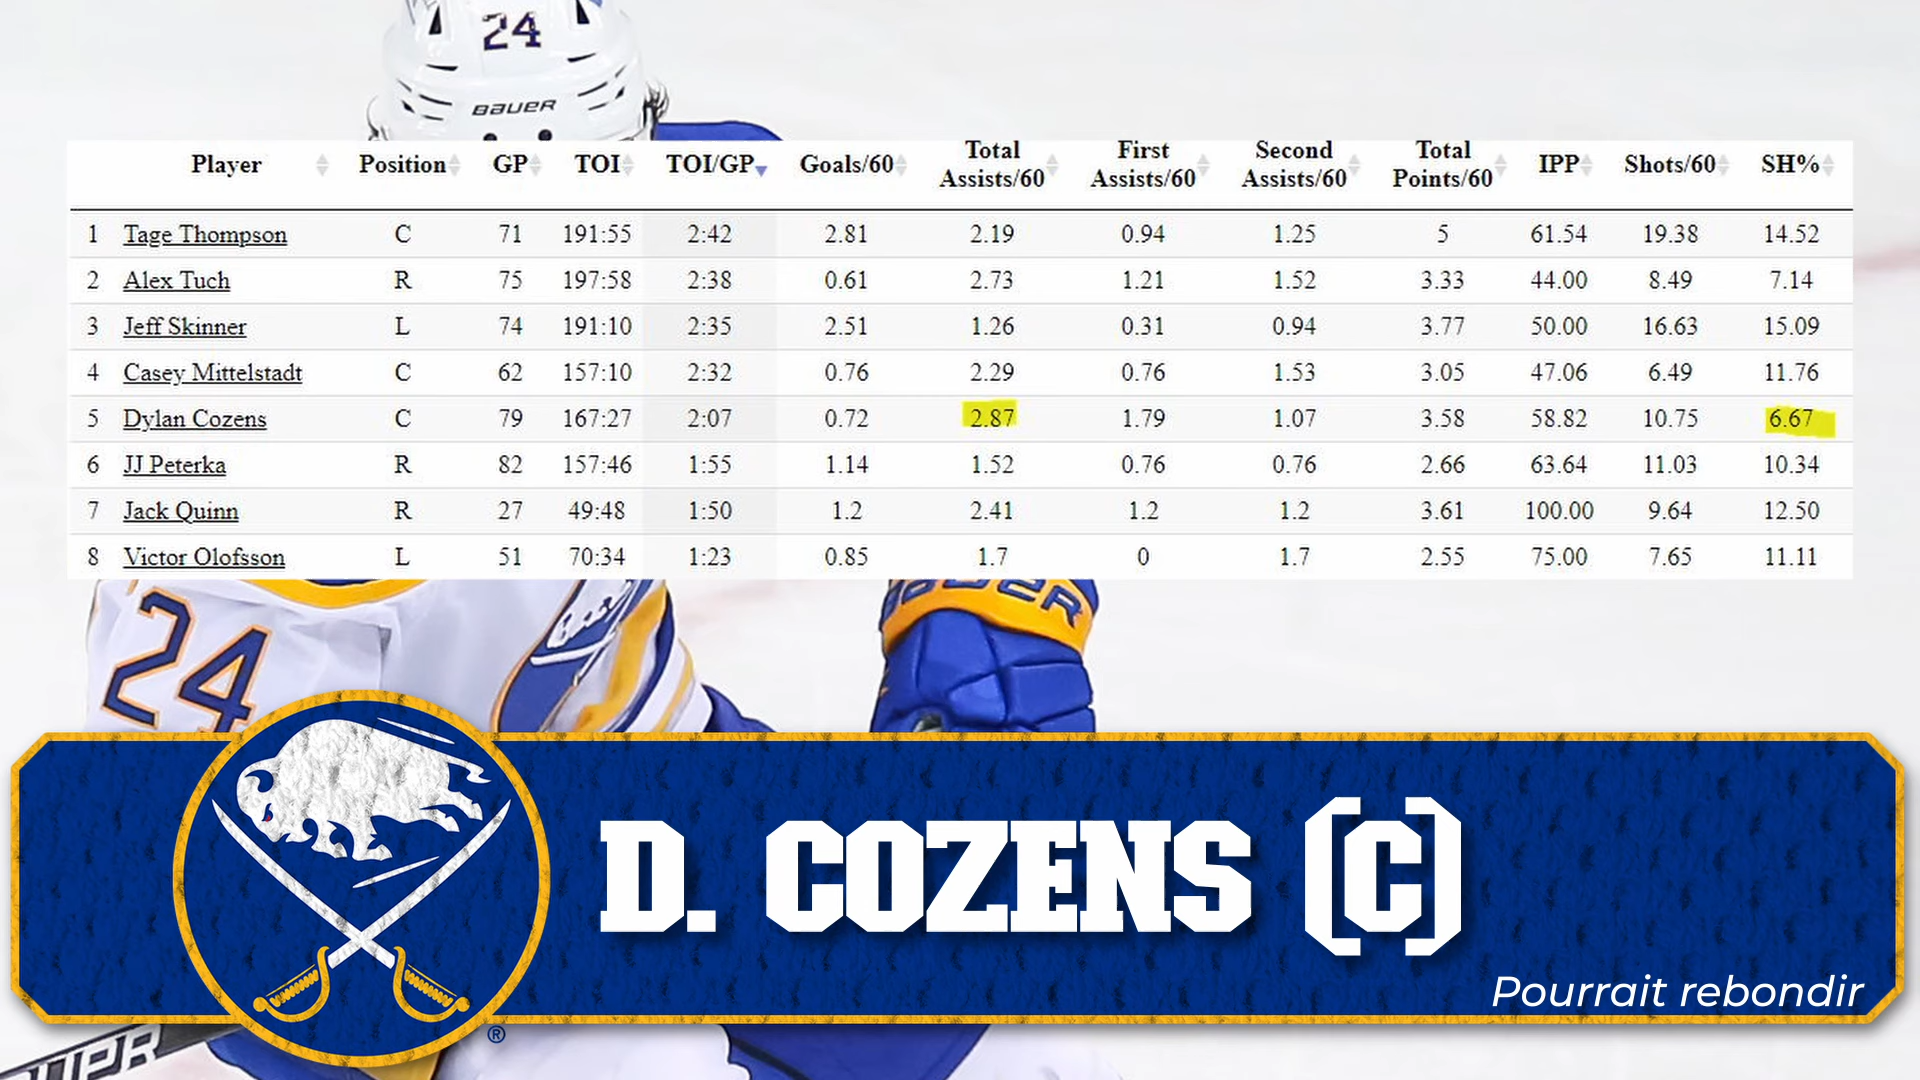 24
BAUER
Player Position GP TOI TOI/GP Goals/60 Total Assists/60 First Assists/60 Second Assists/60 Total Points/60 IPP Shots/60 SH%
1 Tage Thompson C 71 191:55 2:42 2.81 2.19 0.94 1.25 5 61.54 19.38 14.52
2 Alex Tuch R 75 197:58 2:38 0.61 2.73 1.21 1.52 3.33 44.00 8.49 7.14
3 Jeff Skinner L 74 191:10 2:35 2.51 1.26 0.31 0.94 3.77 50.00 16.63 15.09
4 Casey Mittelstadt C 62 157:10 2:32 0.76 2.29 0.76 1.53 3.05 47.06 6.49 11.76
5 Dylan Cozens C 79 167:27 2:07 0.72 2.87 1.79 1.07 3.58 58.82 10.75 6.67
6 JJ Peterka R 82 157:46 1:55 1.14 1.52 0.76 0.76 2.66 63.64 11.03 10.34
7 Jack Quinn R 27 49:48 1:50 1.2 2.41 1.2 1.2 3.61 100.00 9.64 12.50
8 Victor Olofsson L 51 70:34 1:23 0.85 1.7 0 1.7 2.55 75.00 7.65 11.11
BAUER
24
D. COZENS (C)
Pourrait rebondir
®